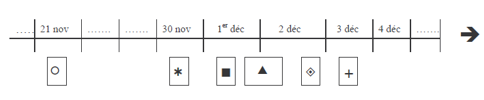 ..... 21 nov ....... ....... 30 nov 1er déc 2 déc 3 déc 4 déc .......